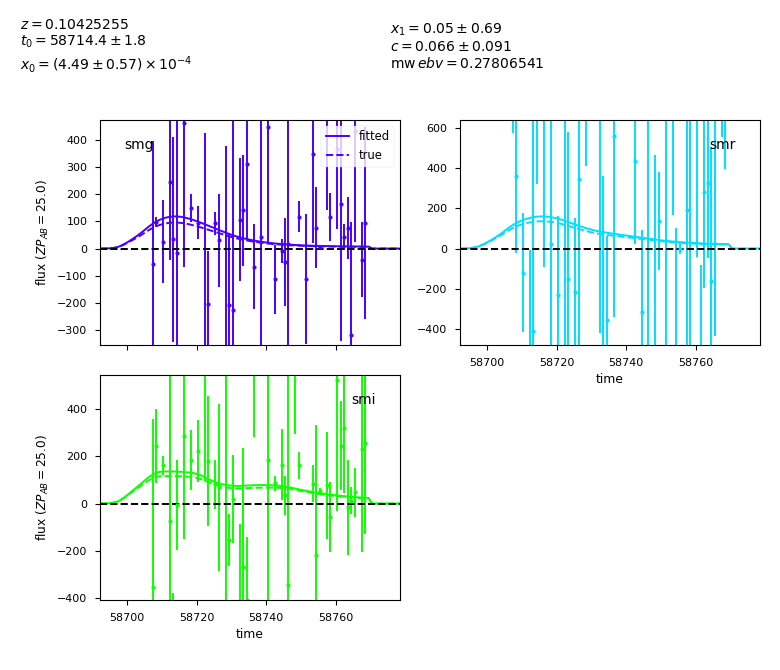 z = 0.10425255
t₀ = 58714.4 ± 1.8
x₀ = (4.49 ± 0.57) × 10⁻⁴
x₁ = 0.05 ± 0.69
c = 0.066 ± 0.091
mw ebv = 0.27806541
smg
fitted
true
flux (ZP_AB = 25.0)
400
300
200
100
0
−100
−200
−300
smr
600
400
200
0
−200
−400
58700 58720 58740 58760
time
smi
flux (ZP_AB = 25.0)
400
200
0
−200
−400
58700 58720 58740 58760
time